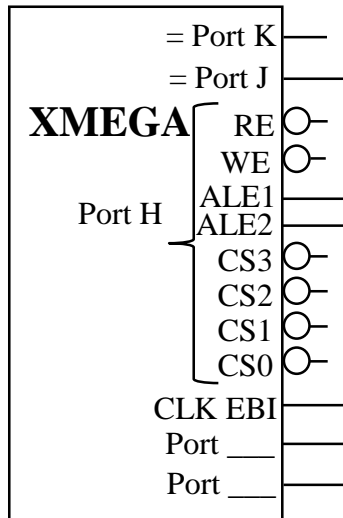 = Port K
= Port J
XMEGA
RE
WE
ALE1
Port H
ALE2
CS3
CS2
CS1
CS0
CLK EBI
Port ___
Port ___